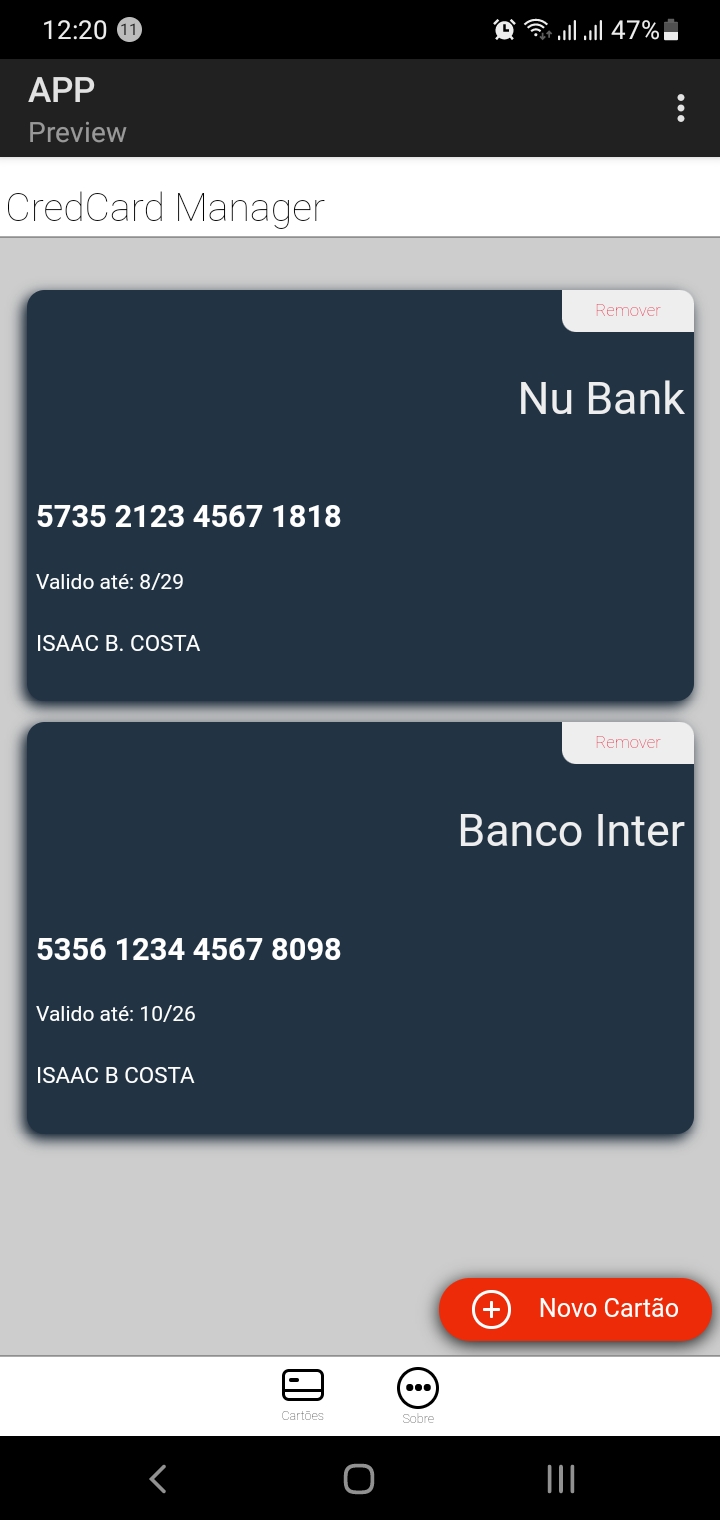 12:20 11 47%
APP
Preview
CredCard Manager
Remover
Nu Bank
5735 2123 4567 1818
Valido até: 8/29
ISAAC B. COSTA
Remover
Banco Inter
5356 1234 4567 8098
Valido até: 10/26
ISAAC B COSTA
Novo Cartão
Cartões Sobre